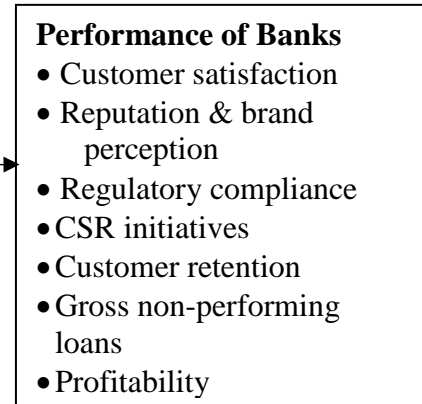 Performance of Banks
• Customer satisfaction
• Reputation & brand
perception
• Regulatory compliance
• CSR initiatives
• Customer retention
• Gross non-performing
loans
• Profitability